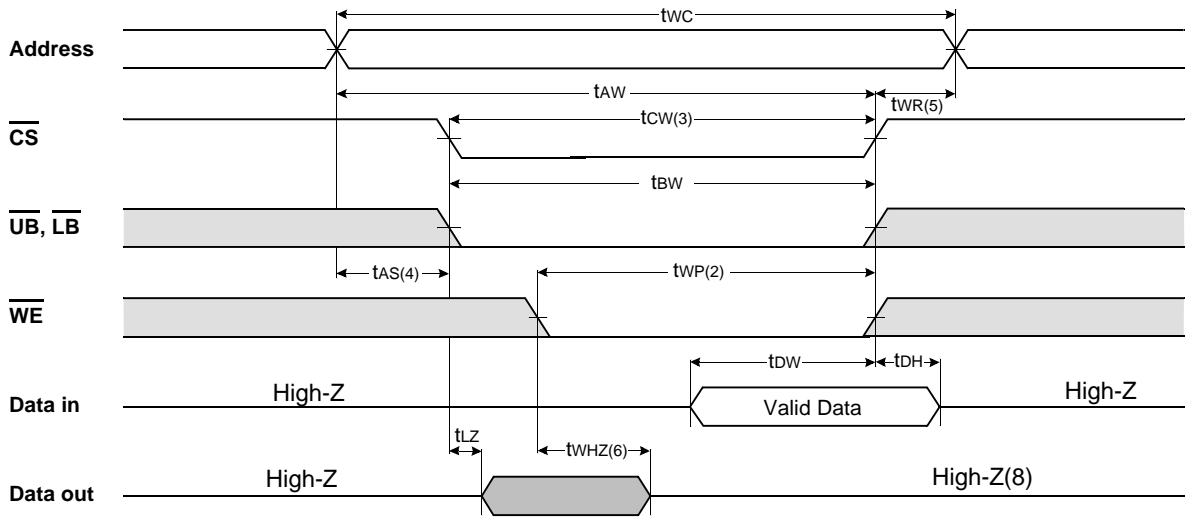 tWC
Address
tAW
tWR(5)
CS
tCW(3)
tBW
UB, LB
tAS(4)
tWP(2)
WE
tDW
tDH
Data in
High-Z
Valid Data
High-Z
tLZ
tWHZ(6)
Data out
High-Z
High-Z(8)